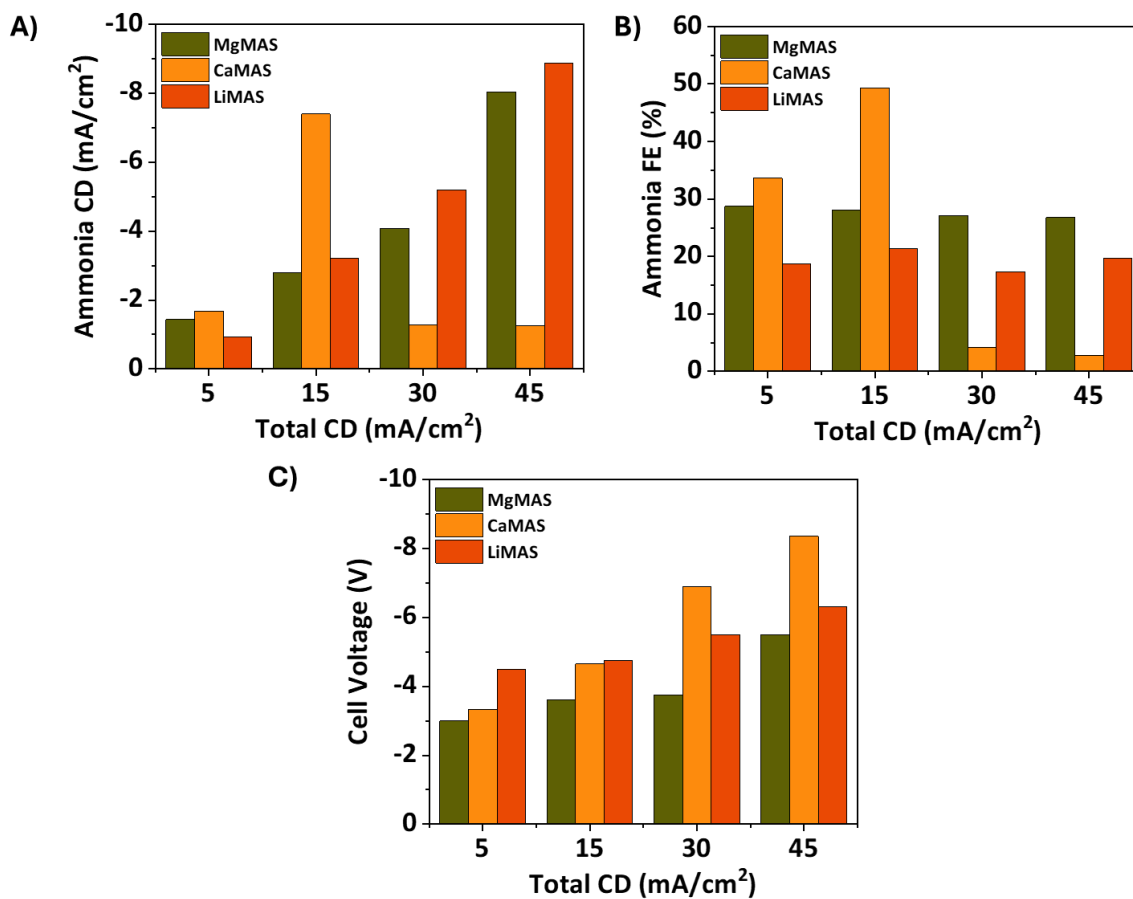 A)
Ammonia CD (mA/cm²)
-10
-8
-6
-4
-2
0
MgMAS
CaMAS
LiMAS
5 15 30 45
Total CD (mA/cm²)
B)
Ammonia FE (%)
60
50
40
30
20
10
0
MgMAS
CaMAS
LiMAS
5 15 30 45
Total CD (mA/cm²)
C)
Cell Voltage (V)
-10
-8
-6
-4
-2
0
MgMAS
CaMAS
LiMAS
5 15 30 45
Total CD (mA/cm²)